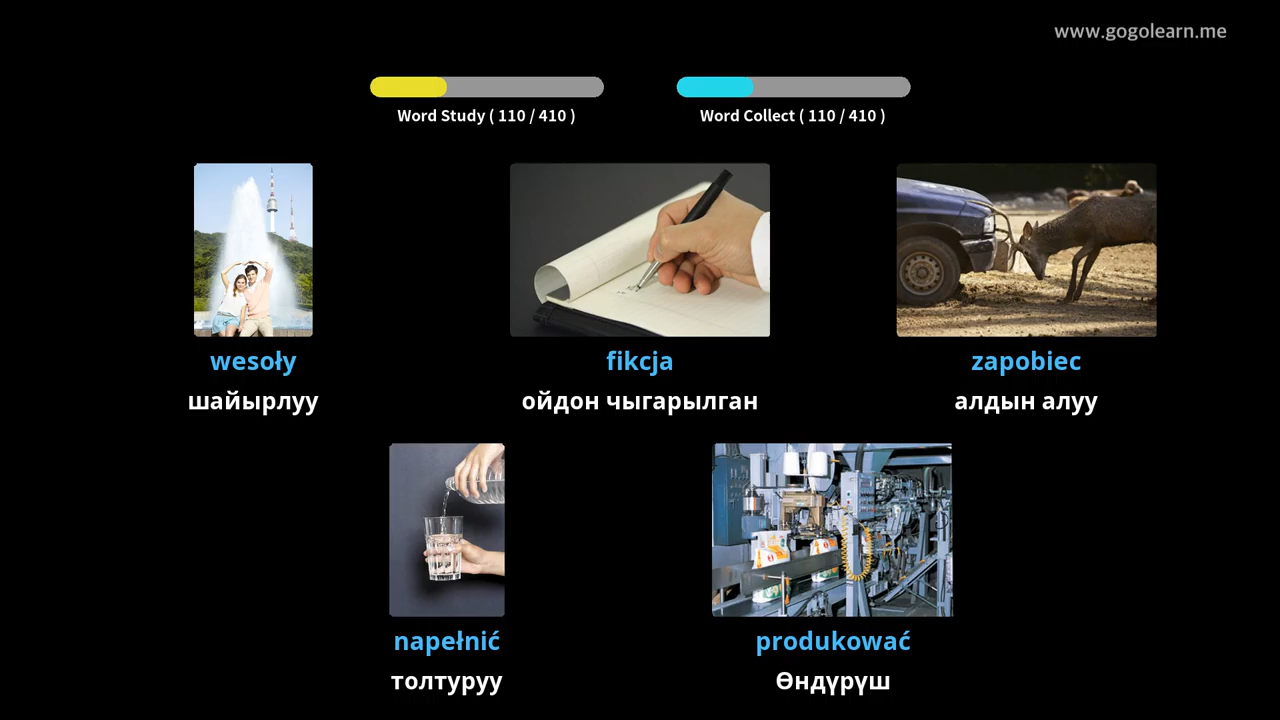 www.gogolearn.me
Word Study ( 110 / 410 )
Word Collect ( 110 / 410 )
wesoły
шайырлуу
fikcja
ойдон чыгарылган
zapobiec
алдын алуу
napełnić
толтуруу
produkować
Өндүрүш